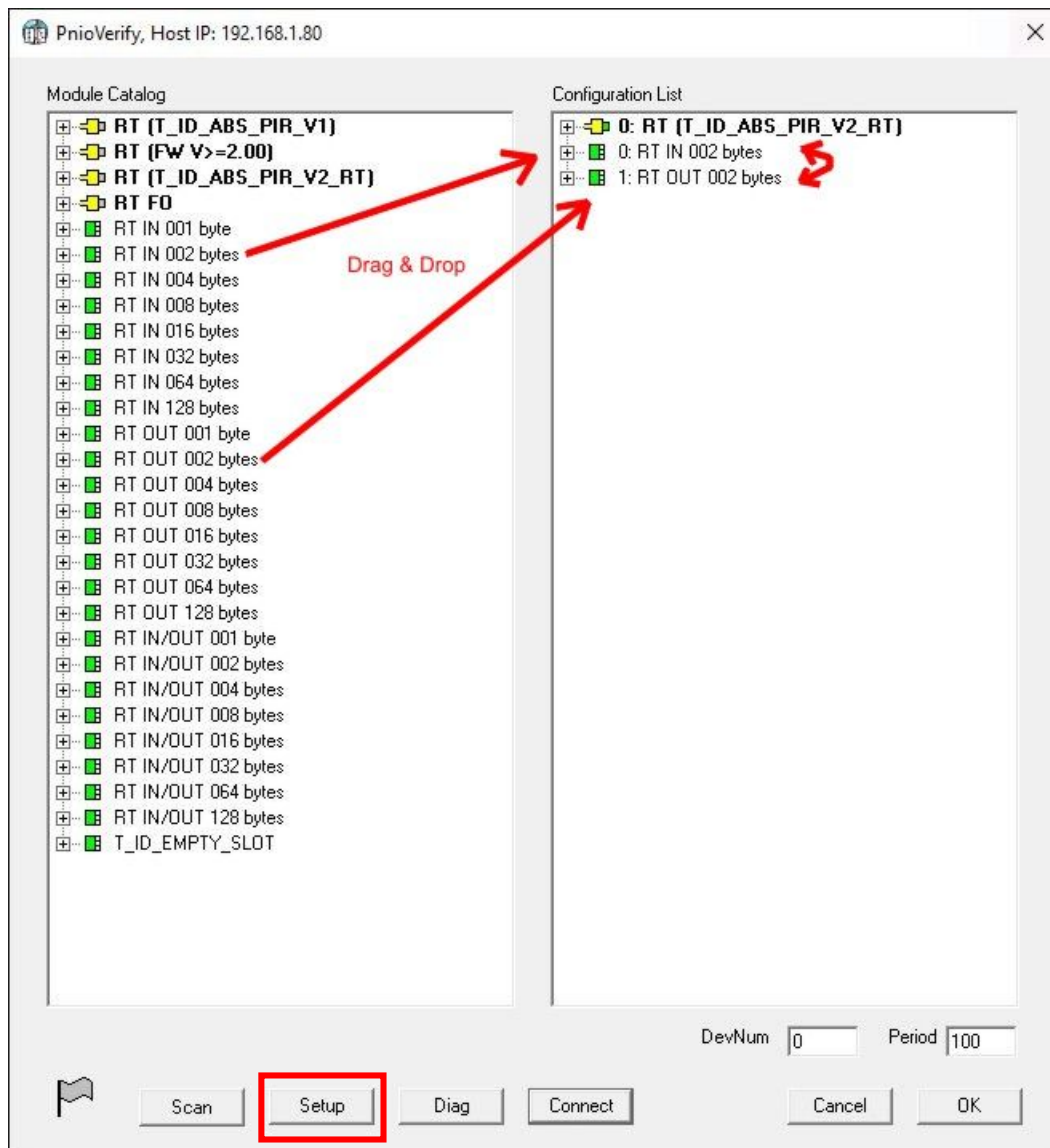 PnioVerify, Host IP: 192.168.1.80
Module Catalog
RT (T_ID_ABS_PIR_V1)
RT (FW V>=2.00)
RT (T_ID_ABS_PIR_V2_RT)
RT FO
RT IN 001 byte
RT IN 002 bytes
RT IN 004 bytes
RT IN 008 bytes
RT IN 016 bytes
RT IN 032 bytes
RT IN 064 bytes
RT IN 128 bytes
RT OUT 001 byte
RT OUT 002 bytes
RT OUT 004 bytes
RT OUT 008 bytes
RT OUT 016 bytes
RT OUT 032 bytes
RT OUT 064 bytes
RT OUT 128 bytes
RT IN/OUT 001 byte
RT IN/OUT 002 bytes
RT IN/OUT 004 bytes
RT IN/OUT 008 bytes
RT IN/OUT 016 bytes
RT IN/OUT 032 bytes
RT IN/OUT 064 bytes
RT IN/OUT 128 bytes
T_ID_EMPTY_SLOT
Drag & Drop
Configuration List
0: RT (T_ID_ABS_PIR_V2_RT)
0: RT IN 002 bytes
1: RT OUT 002 bytes
DevNum 0 Period 100
Scan Setup Diag Connect Cancel OK